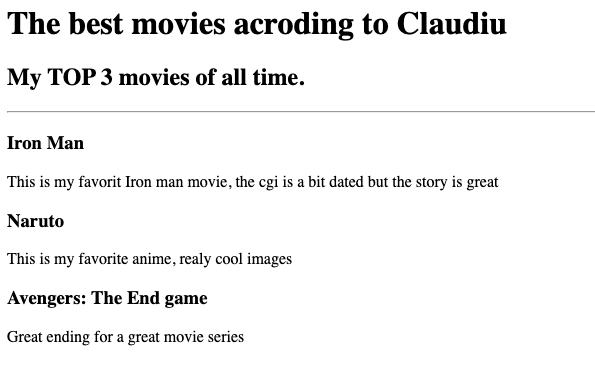 The best movies acroding to Claudiu
My TOP 3 movies of all time.
Iron Man
This is my favorit Iron man movie, the cgi is a bit dated but the story is great
Naruto
This is my favorite anime, realy cool images
Avengers: The End game
Great ending for a great movie series